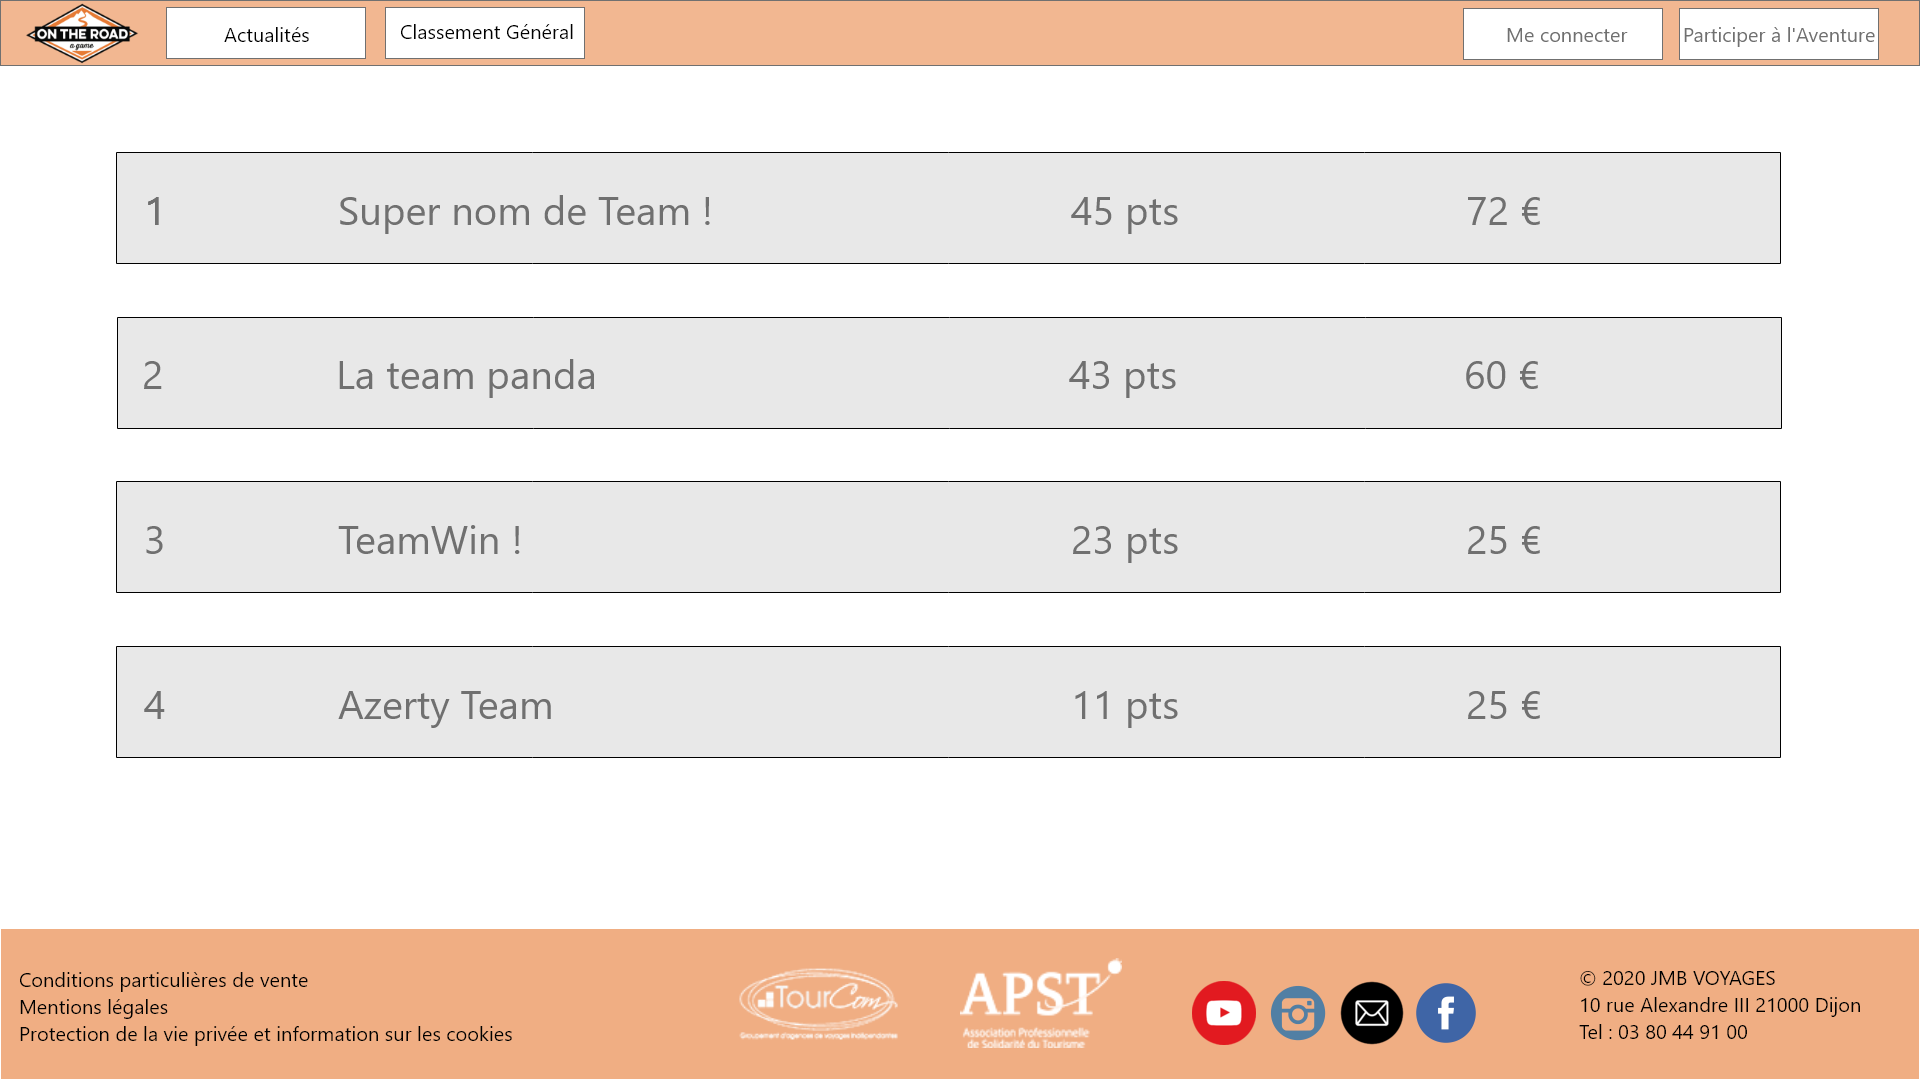 ON THE ROAD
a game
Actualités
Classement Général
Me connecter
Participer à l'Aventure
1 Super nom de Team ! 45 pts 72 €
2 La team panda 43 pts 60 €
3 TeamWin ! 23 pts 25 €
4 Azerty Team 11 pts 25 €
Conditions particulières de vente
Mentions légales
Protection de la vie privée et information sur les cookies
TourCom
Groupement d'agences de voyages indépendantes
APST
Association Professionnelle
de Solidarité du Tourisme
© 2020 JMB VOYAGES
10 rue Alexandre III 21000 Dijon
Tel : 03 80 44 91 00